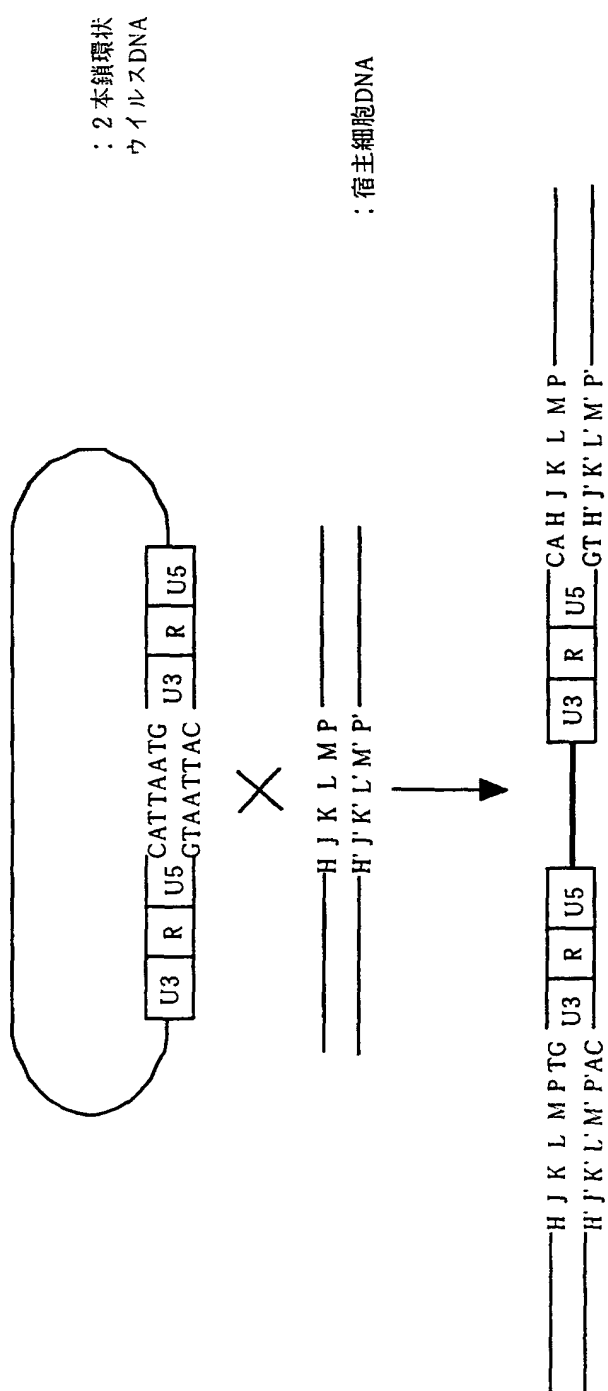 :2本鎖環状
ウイルスDNA
CATTAATG
U3 R U5 U3 R U5
GTAATTAC
:宿主細胞DNA
H J K L M P
H' J' K' L' M' P'
H J K L M P TG U3 R U5 U3 R U5 CA H J K L M P
H' J' K' L' M' P' AC GT H' J' K' L' M' P'